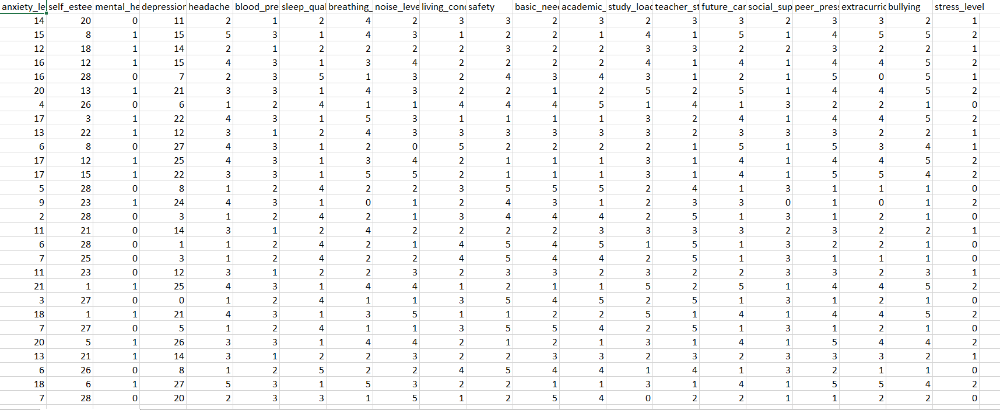 anxiety_le self_estee mental_he depression headache blood_pre sleep_qual breathing_ noise_leve living_cond safety basic_need academic_ study_load teacher_st future_car social_sup peer_press extracurric bullying stress_level
14 20 0 11 2 1 2 4 2 3 3 2 3 2 3 3 2 3 3 2 1
15 8 1 15 5 3 1 4 3 1 2 2 1 4 1 5 1 4 5 5 2
12 18 1 14 2 1 2 2 2 2 3 2 2 3 3 2 2 3 2 2 1
16 12 1 15 4 3 1 3 4 2 2 2 2 4 1 4 1 4 4 5 2
16 28 0 7 2 3 5 1 3 2 4 3 4 3 1 2 1 5 0 5 1
20 13 1 21 3 3 1 4 3 2 2 1 2 5 2 5 1 4 4 5 2
4 26 0 6 1 2 4 1 1 4 4 4 5 1 4 1 3 2 2 1 0
17 3 1 22 4 3 1 5 3 1 1 1 1 3 2 4 1 4 4 5 2
13 22 1 12 3 1 2 4 3 3 3 3 3 3 2 3 3 3 2 2 1
6 8 0 27 4 3 1 2 0 5 2 2 2 2 1 5 1 5 3 4 1
17 12 1 25 4 3 1 3 4 2 1 1 1 3 1 4 1 4 4 5 2
17 15 1 22 3 3 1 5 5 2 1 1 1 3 1 4 1 5 5 4 2
5 28 0 8 1 2 4 2 2 3 5 5 5 2 4 1 3 1 1 1 0
9 23 1 24 4 3 1 0 1 2 4 3 1 2 3 3 0 1 0 1 2
2 28 0 3 1 2 4 2 1 3 4 4 4 2 5 1 3 1 2 1 0
11 21 0 14 3 1 2 4 2 2 2 2 3 3 3 3 2 3 2 2 1
6 28 0 1 1 2 4 2 1 4 5 4 5 1 5 1 3 2 2 1 0
7 25 0 3 1 2 4 2 2 4 5 4 4 2 5 1 3 1 1 1 0
11 23 0 12 3 1 2 2 3 2 3 3 2 3 2 2 3 3 2 3 1
21 1 1 25 4 3 1 4 4 1 2 1 1 5 2 5 1 4 4 5 2
3 27 0 0 1 2 4 1 1 3 5 4 5 2 5 1 3 1 2 1 0
18 1 1 21 4 3 1 3 5 1 1 2 2 5 1 4 1 4 4 5 2
7 27 0 5 1 2 4 1 1 3 5 5 4 2 5 1 3 1 2 1 0
20 5 1 26 3 3 1 4 4 2 1 2 1 3 1 4 1 5 4 4 2
13 21 1 14 3 1 2 2 3 2 2 3 3 2 3 2 3 3 3 2 1
6 26 0 8 1 2 5 2 2 4 5 4 4 1 4 1 3 2 1 1 0
18 6 1 27 5 3 1 5 3 2 2 1 1 3 1 4 1 5 5 4 2
7 28 0 20 2 3 3 1 5 1 2 5 4 0 2 2 1 1 2 2 0